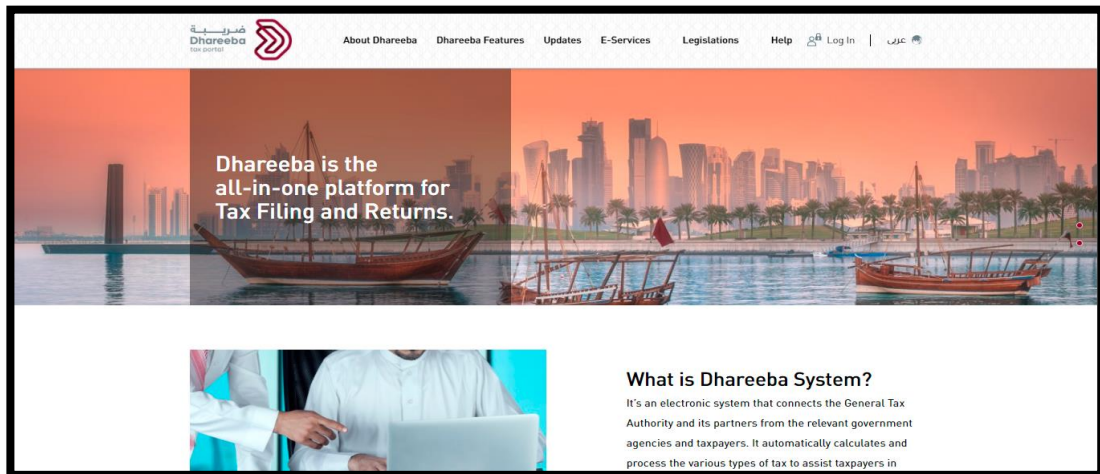 ضريبة
Dhareeba
tax portal
About Dhareeba Dhareeba Features Updates E-Services Legislations Help Log In | عربى
Dhareeba is the
all-in-one platform for
Tax Filing and Returns.
What is Dhareeba System?
It's an electronic system that connects the General Tax
Authority and its partners from the relevant government
agencies and taxpayers. It automatically calculates and
process the various types of tax to assist taxpayers in